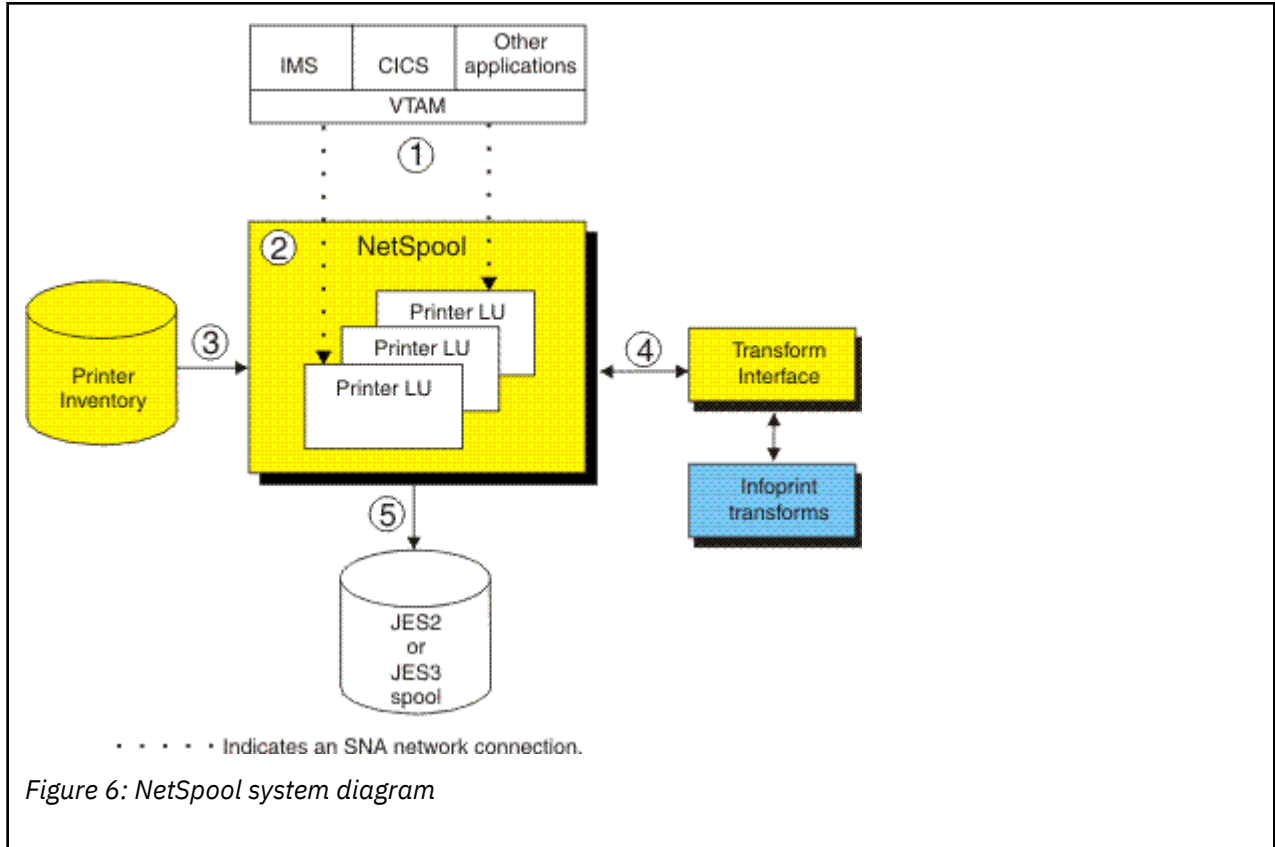 IMS
CICS
Other
applications
VTAM
①
② NetSpool
Printer LU
Printer LU
Printer LU
Printer
Inventory
③
④
Transform
Interface
Infoprint
transforms
⑤
JES2
or
JES3
spool
· · · · · Indicates an SNA network connection.
Figure 6: NetSpool system diagram